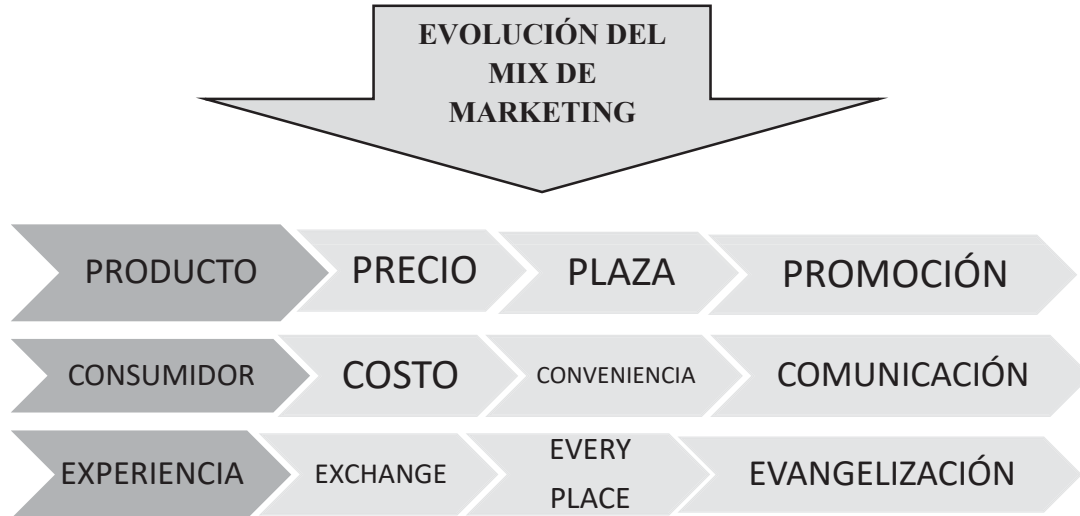 EVOLUCIÓN DEL
MIX DE
MARKETING
PRODUCTO
PRECIO
PLAZA
PROMOCIÓN
CONSUMIDOR
COSTO
CONVENIENCIA
COMUNICACIÓN
EXPERIENCIA
EXCHANGE
EVERY
PLACE
EVANGELIZACIÓN